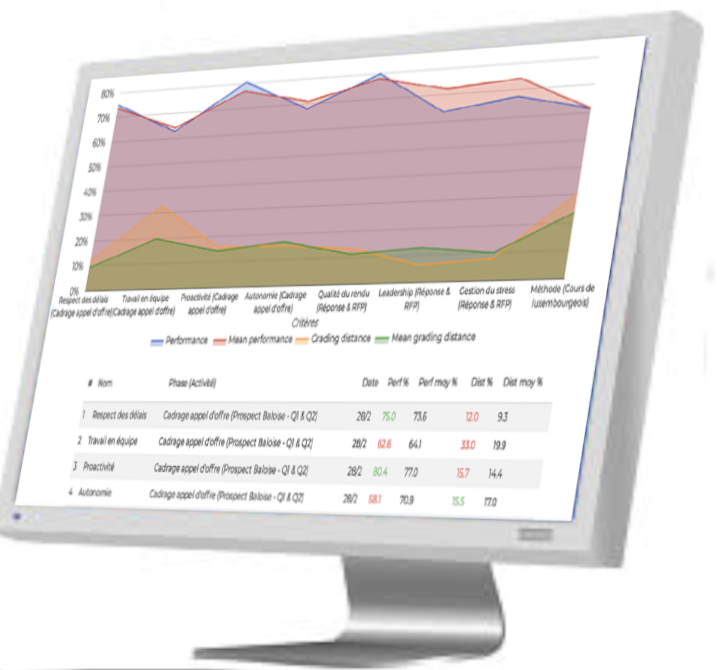 80%
70%
60%
50%
40%
30%
20%
10%
0%
Respect des délais (Cadrage appel d'offre)
Travail en équipe (Cadrage appel d'offre)
Proactivité (Cadrage appel d'offre)
Autonomie (Cadrage appel d'offre)
Qualité du rendu (Réponse & RFP)
Leadership (Réponse & RFP)
Gestion du stress (Réponse & RFP)
Méthode (Cours de luxembourgeois)
Critères
Performance Mean performance Grading distance Mean grading distance
# Nom Phase (Activité) Date Perf % Perf moy % Dist % Dist moy %
1 Respect des délais Cadrage appel d'offre (Prospect Baloise - Q1 & Q2) 28/2 75.0 73.6 12.0 9.3
2 Travail en équipe Cadrage appel d'offre (Prospect Baloise - Q1 & Q2) 28/2 62.6 64.1 33.0 19.9
3 Proactivité Cadrage appel d'offre (Prospect Baloise - Q1 & Q2) 28/2 80.4 77.0 15.7 14.4
4 Autonomie Cadrage appel d'offre (Prospect Baloise - Q1 & Q2) 28/2 68.1 70.9 15.5 17.0